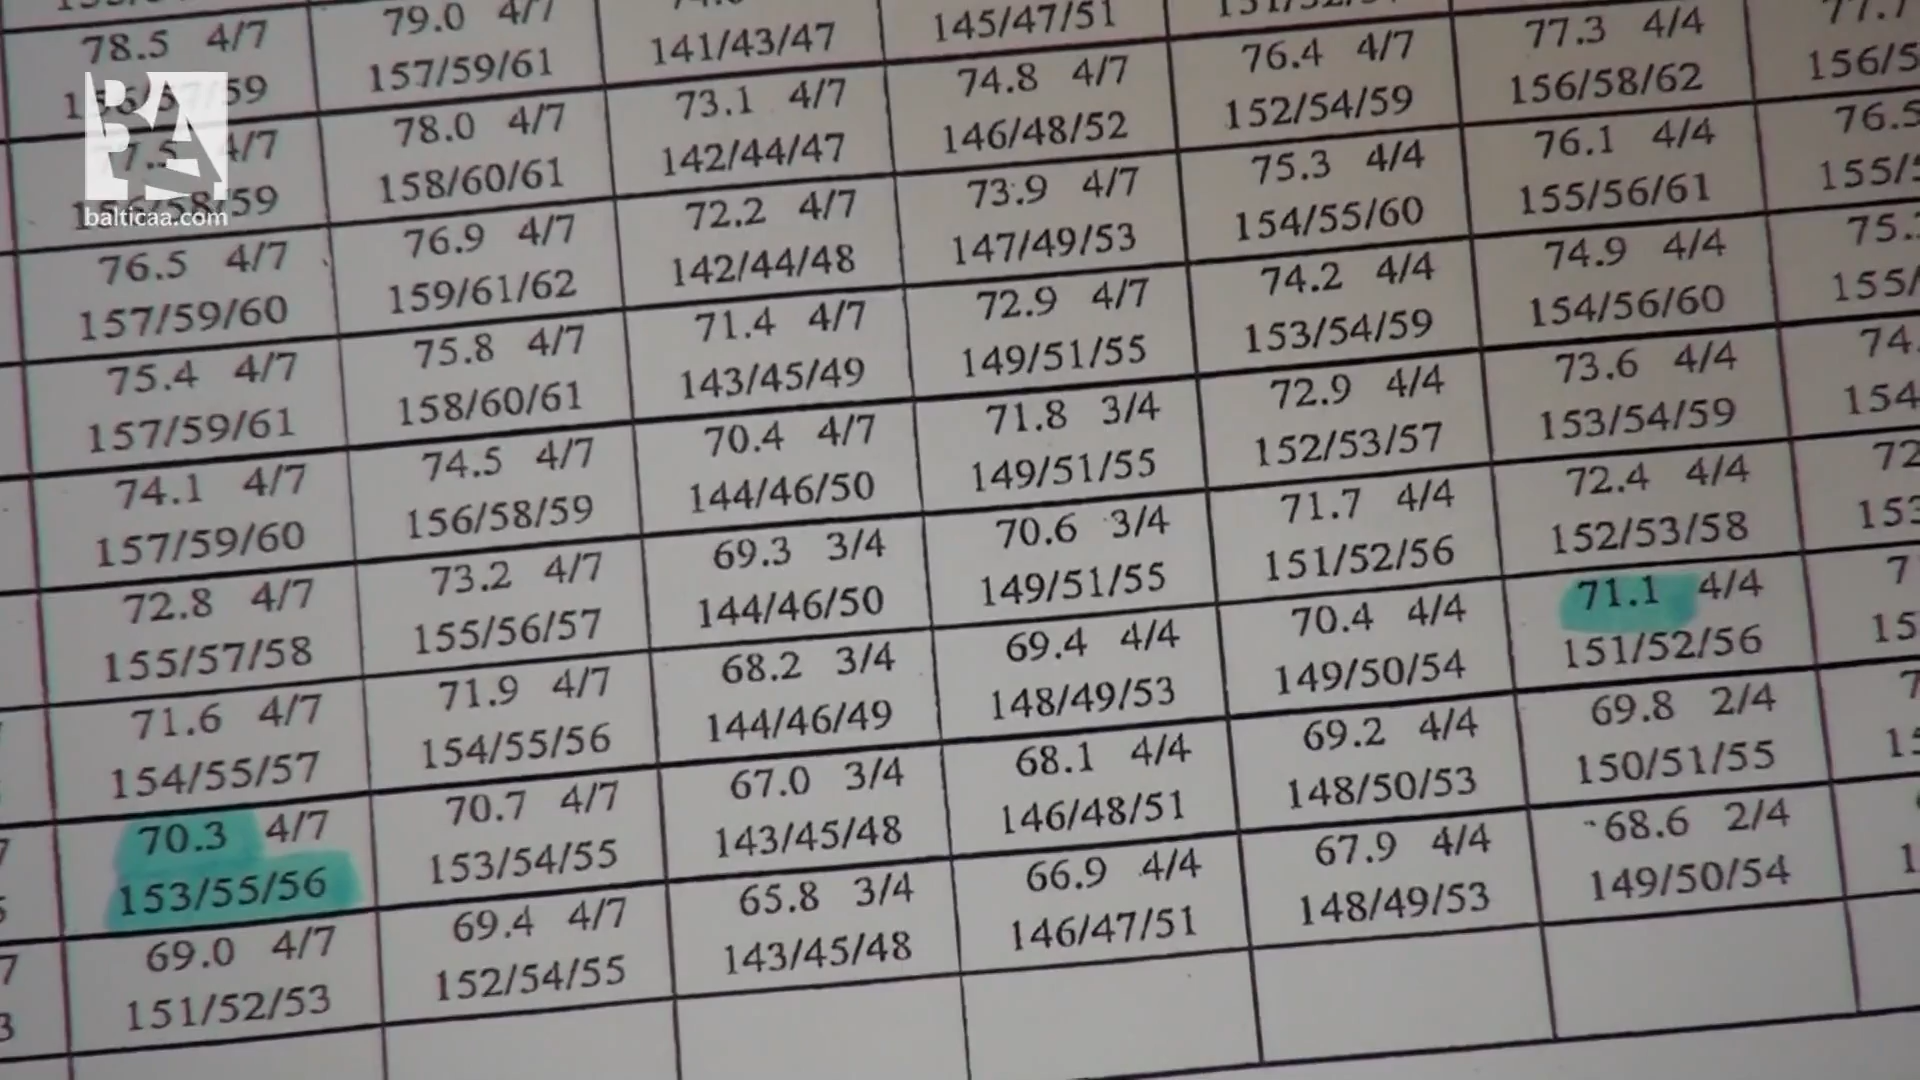 78.5 4/7 79.0 4/7
157/59/61 141/43/47 145/47/51
78.0 4/7 73.1 4/7 74.8 4/7 76.4 4/7 77.3 4/4
158/60/61 142/44/47 146/48/52 152/54/59 156/58/62
76.5 4/7 76.9 4/7 72.2 4/7 73.9 4/7 75.3 4/4 76.1 4/4
157/59/60 159/61/62 142/44/48 147/49/53 154/55/60 155/56/61
75.4 4/7 75.8 4/7 71.4 4/7 72.9 4/7 74.2 4/4 74.9 4/4
157/59/61 158/60/61 143/45/49 149/51/55 153/54/59 154/56/60
74.1 4/7 74.5 4/7 70.4 4/7 71.8 3/4 72.9 4/4 73.6 4/4
157/59/60 156/58/59 144/46/50 149/51/55 152/53/57 153/54/59
72.8 4/7 73.2 4/7 69.3 3/4 70.6 3/4 71.7 4/4 72.4 4/4
155/57/58 155/56/57 144/46/50 149/51/55 151/52/56 152/53/58
71.6 4/7 71.9 4/7 68.2 3/4 69.4 4/4 70.4 4/4 71.1 4/4
154/55/57 154/55/56 144/46/49 148/49/53 149/50/54 151/52/56
70.3 4/7 70.7 4/7 67.0 3/4 68.1 4/4 69.2 4/4 69.8 2/4
153/55/56 153/54/55 143/45/48 146/48/51 148/50/53 150/51/55
69.0 4/7 69.4 4/7 65.8 3/4 66.9 4/4 67.9 4/4 68.6 2/4
151/52/53 152/54/55 143/45/48 146/47/51 148/49/53 149/50/54
BAPA
balticaa.com